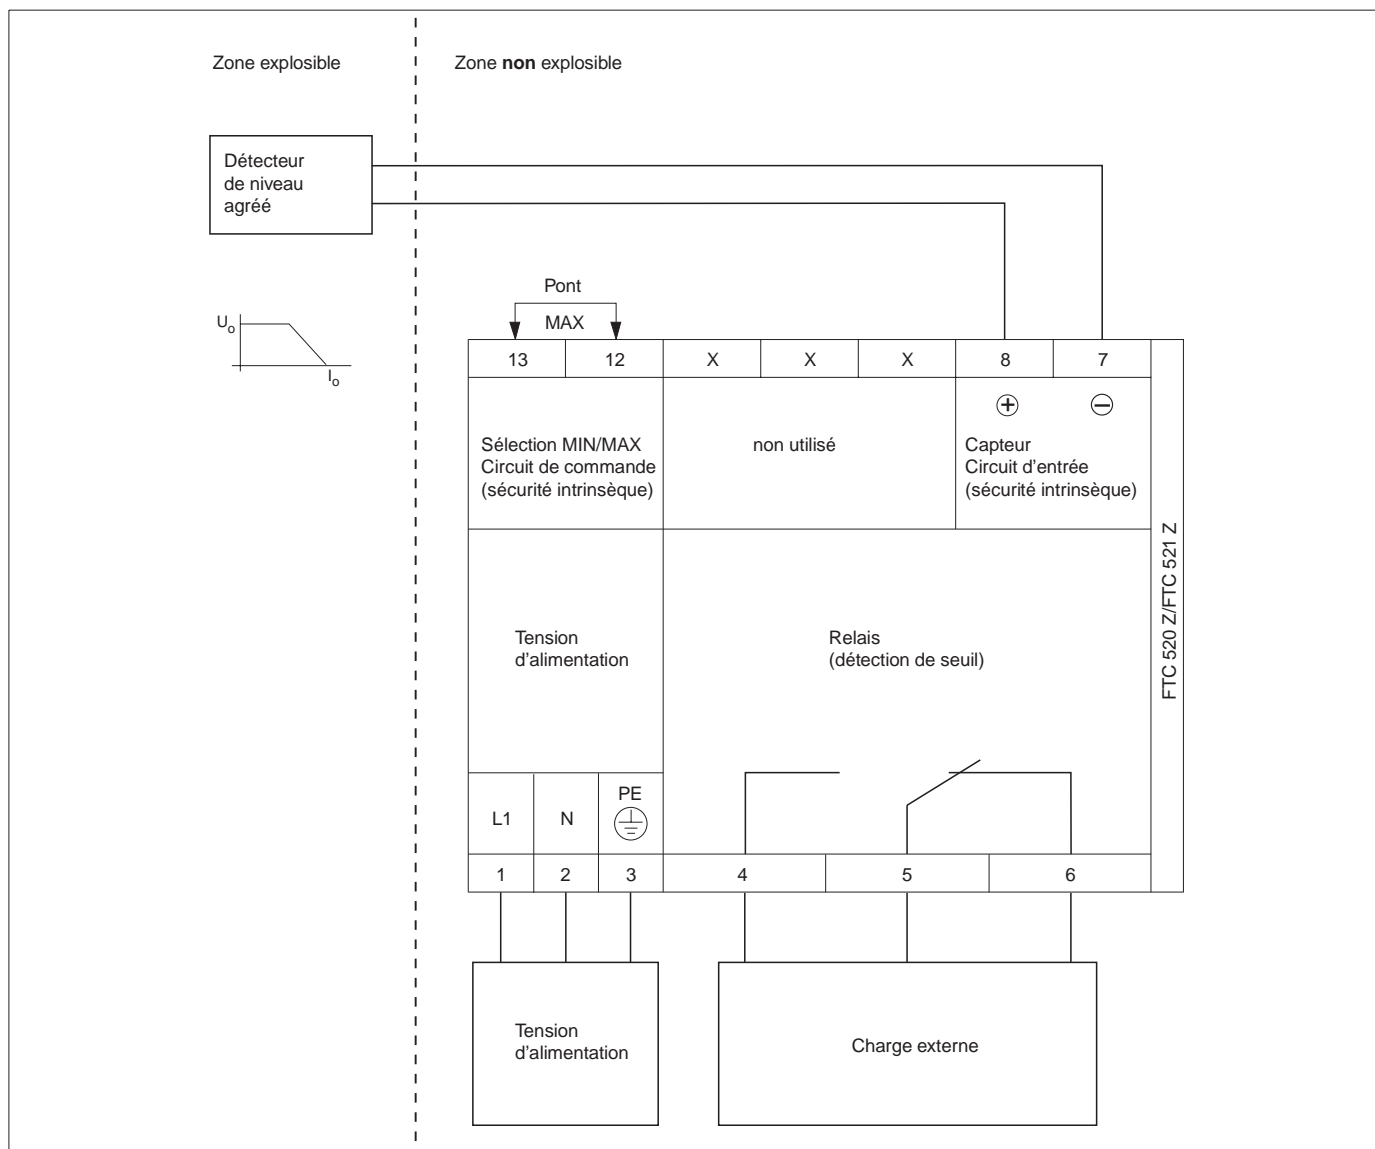 Zone explosible
Zone non explosible
Détecteur
de niveau
agréé
Pont
MAX
Uo
Io
13
12
X
X
X
8
7
+
−
Sélection MIN/MAX
Circuit de commande
(sécurité intrinsèque)
non utilisé
Capteur
Circuit d'entrée
(sécurité intrinsèque)
FTC 520 Z/FTC 521 Z
Tension
d'alimentation
Relais
(détection de seuil)
L1
N
PE
1
2
3
4
5
6
Tension
d'alimentation
Charge externe